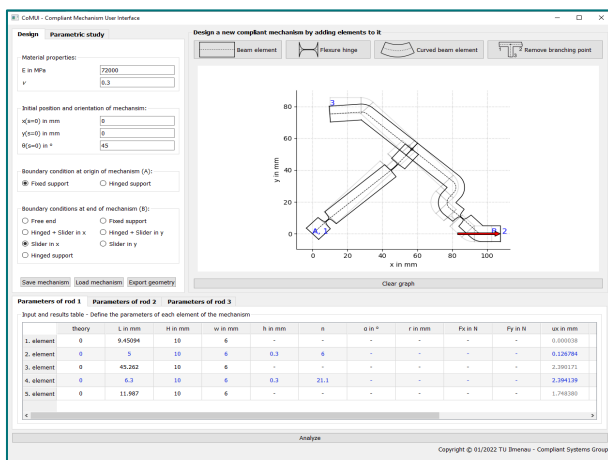 CoMUI - Compliant Mechanism User Interface
Design Parametric study
Material properties:
E in MPa 72000
ν 0.3
Initial position and orientation of mechansim:
x(s=0) in mm 0
y(s=0) in mm 0
θ(s=0) in ° 45
Boundary condition at origin of mechanism (A):
Fixed support Hinged support
Boundary conditions at end of mechanism (B):
Free end Fixed support
Hinged + Slider in x Hinged + Slider in y
Slider in x Slider in y
Hinged support
Save mechanism Load mechanism Export geometry
Design a new compliant mechanism by adding elements to it
Beam element Flexure hinge Curved beam element Remove branching point
y in mm
80
60
40
20
0
0 20 40 60 80 100
x in mm
3
A, 1
B, 2
Clear graph
Parameters of rod 1 Parameters of rod 2 Parameters of rod 3
Input and results table - Define the parameters of each element of the mechanism
theory L in mm H in mm w in mm h in mm n α in ° r in mm Fx in N Fy in N ux in mm
1. element 0 9.45094 10 6 - - - - - - 0.000038
2. element 0 5 10 6 0.3 6 - - - - 0.126784
3. element 0 45.262 10 6 - - - - - - 2.390171
4. element 0 6.3 10 6 0.3 21.1 - - - - 2.394139
5. element 0 11.987 10 6 - - - - - - 1.748380
Analyze
Copyright © 01/2022 TU Ilmenau - Compliant Systems Group